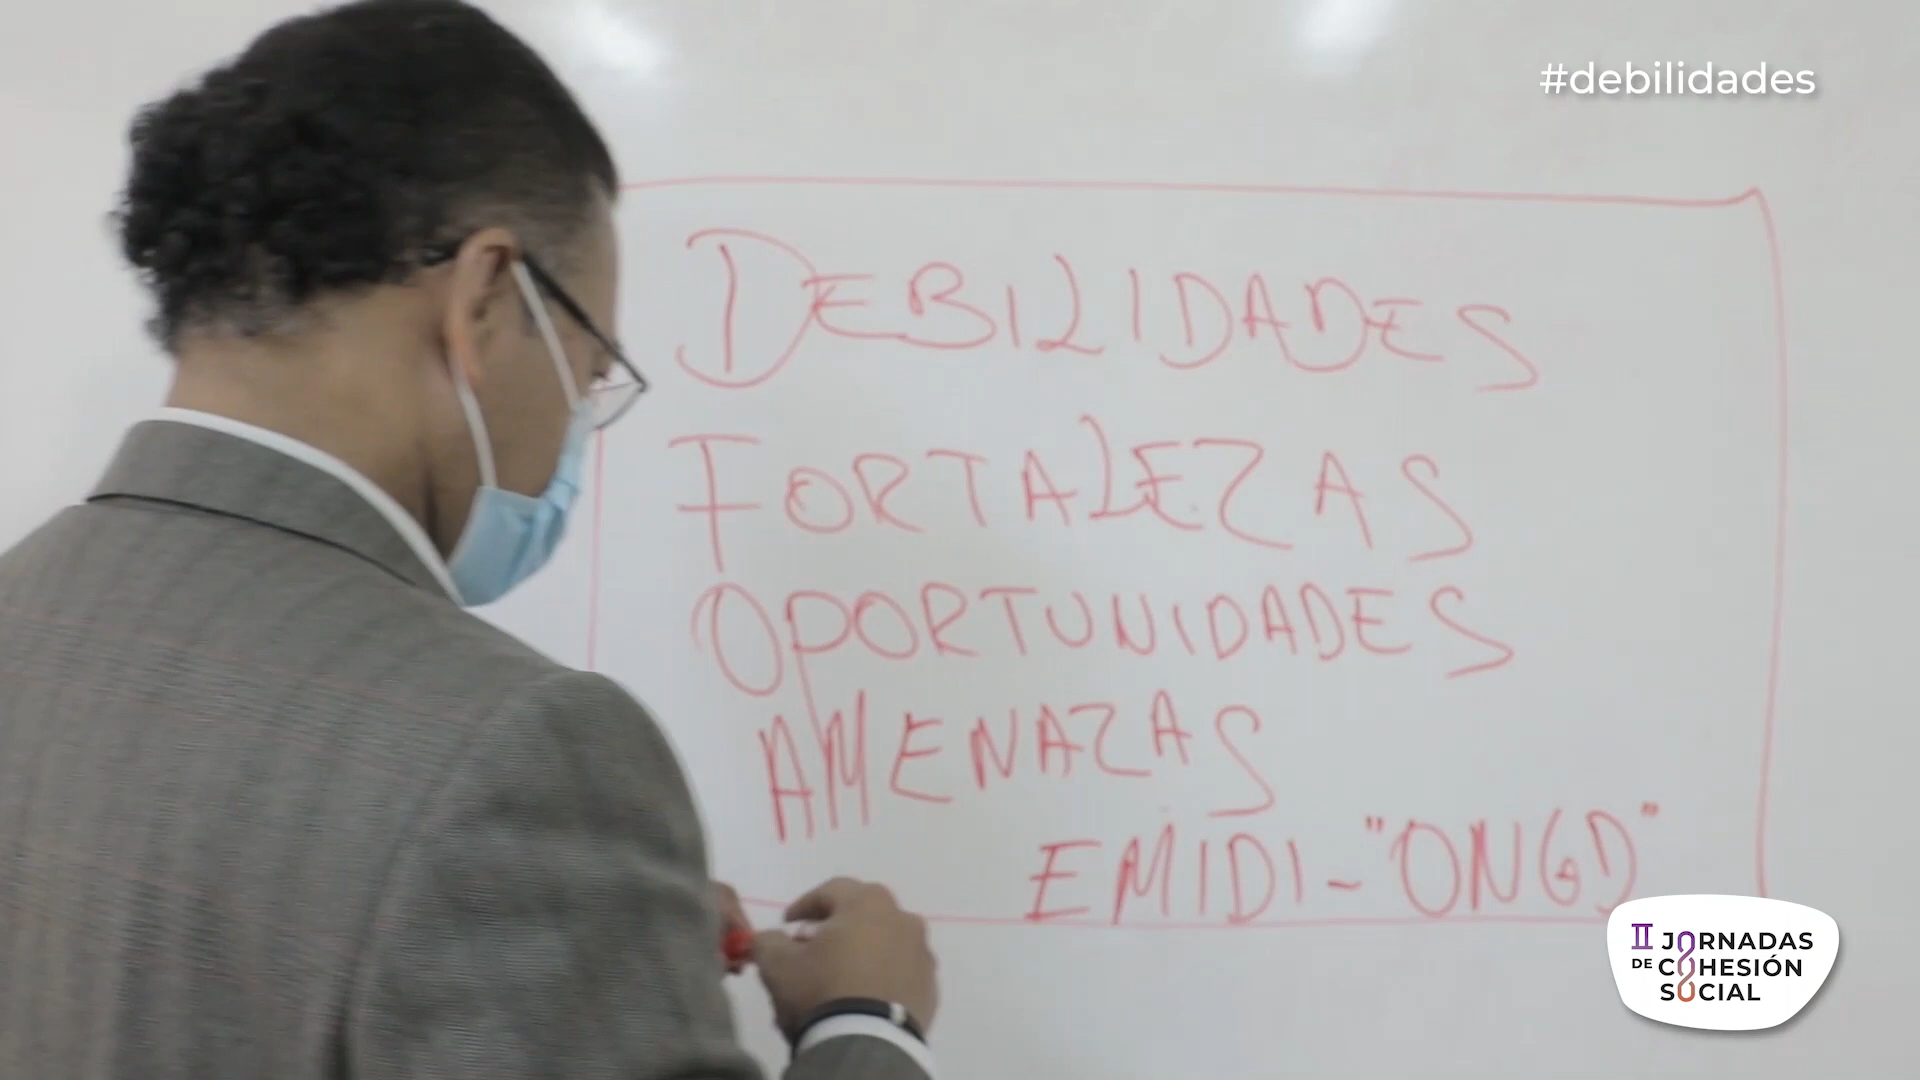 #debilidades
DEBILIDADES
FORTALEZAS
OPORTUNIDADES
AMENAZAS
EMIDI-"ONGD"
II JORNADAS
DE COHESIÓN
SOCIAL